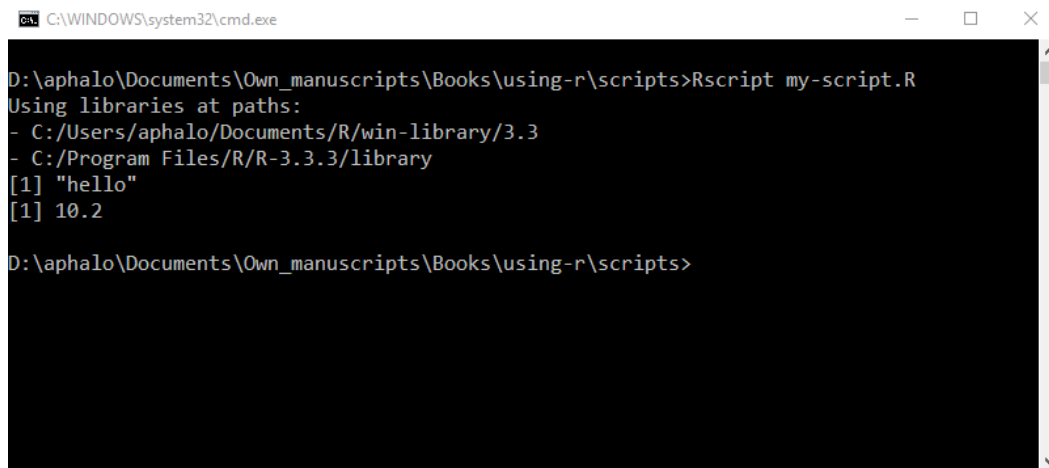 C:\WINDOWS\system32\cmd.exe
D:\aphalo\Documents\Own_manuscripts\Books\using-r\scripts>Rscript my-script.R
Using libraries at paths:
- C:/Users/aphalo/Documents/R/win-library/3.3
- C:/Program Files/R/R-3.3.3/library
[1] "hello"
[1] 10.2
D:\aphalo\Documents\Own_manuscripts\Books\using-r\scripts>